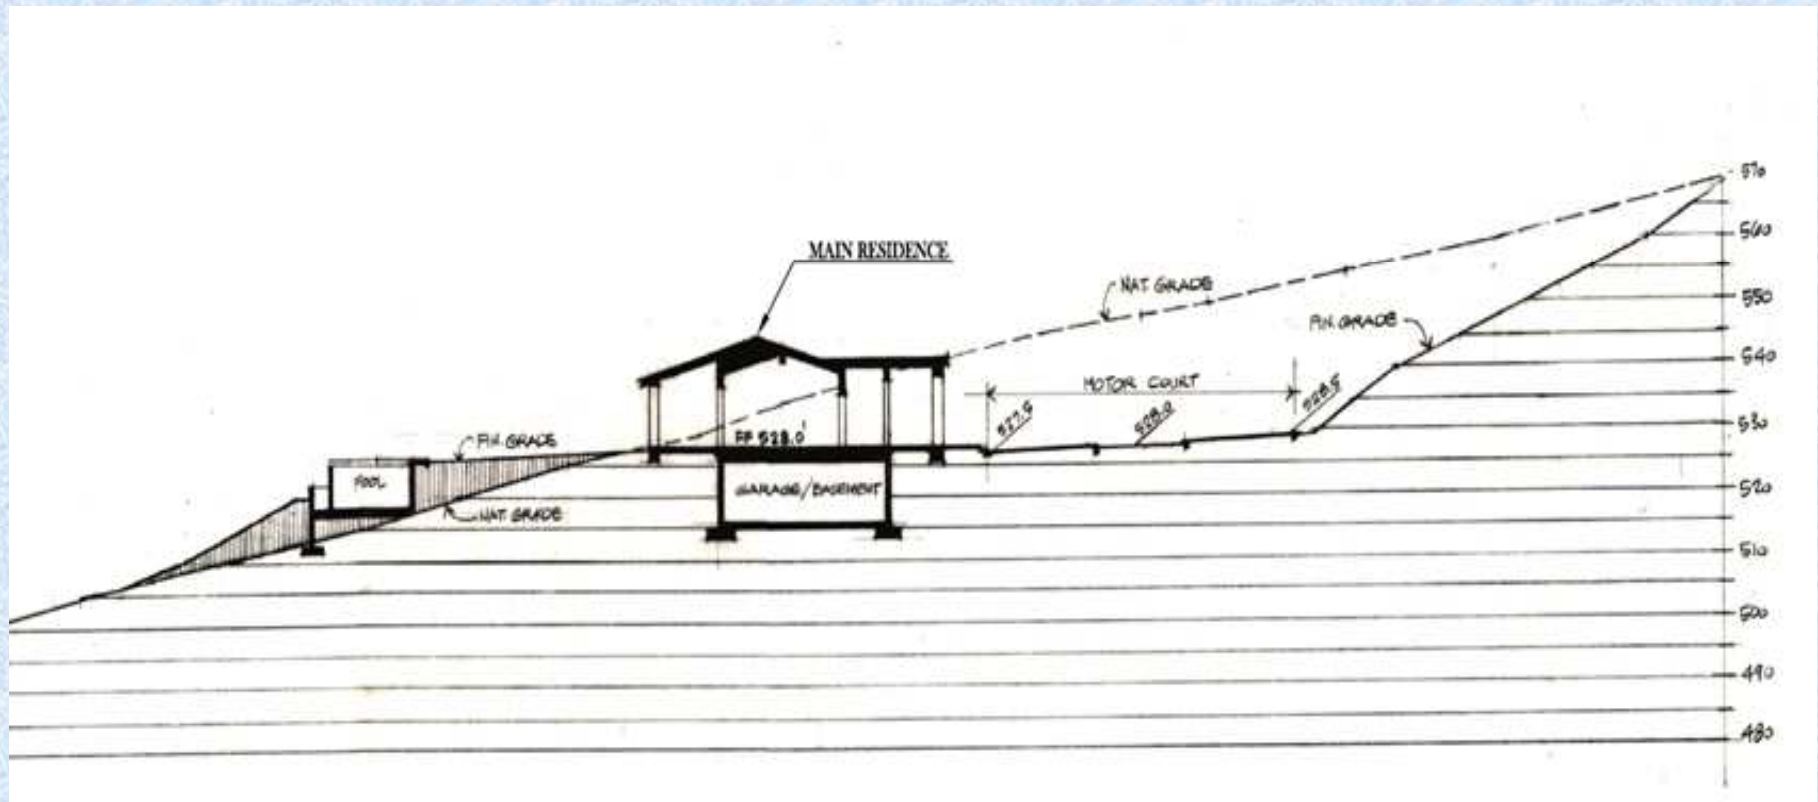 570
560
MAIN RESIDENCE
NAT. GRADE
550
FIN. GRADE
540
MOTOR COURT
527.5
528.0
528.5
530
FF 528.0'
FIN. GRADE
POOL
GARAGE/BASEMENT
520
NAT. GRADE
510
500
490
480